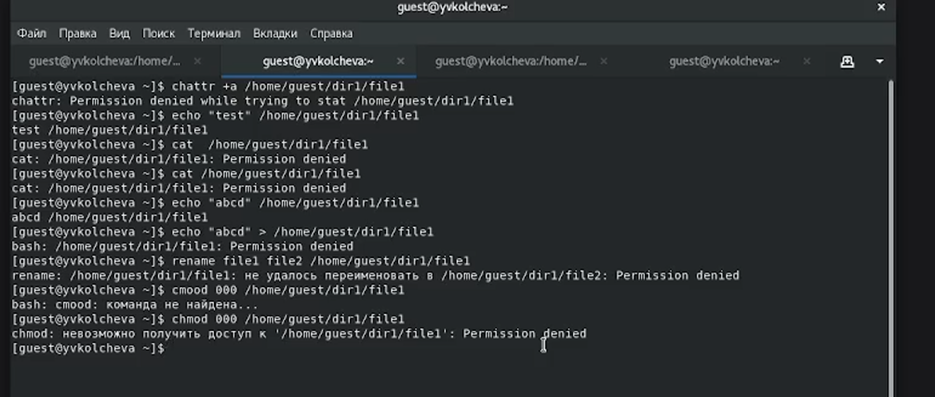 guest@yvkolcheva:~
Файл Правка Вид Поиск Терминал Вкладки Справка
guest@yvkolcheva:/home/... guest@yvkolcheva:~ guest@yvkolcheva:/home/... guest@yvkolcheva:~
[guest@yvkolcheva ~]$ chattr +a /home/guest/dir1/file1
chattr: Permission denied while trying to stat /home/guest/dir1/file1
[guest@yvkolcheva ~]$ echo "test" /home/guest/dir1/file1
test /home/guest/dir1/file1
[guest@yvkolcheva ~]$ cat  /home/guest/dir1/file1
cat: /home/guest/dir1/file1: Permission denied
[guest@yvkolcheva ~]$ cat /home/guest/dir1/file1
cat: /home/guest/dir1/file1: Permission denied
[guest@yvkolcheva ~]$ echo "abcd" /home/guest/dir1/file1
abcd /home/guest/dir1/file1
[guest@yvkolcheva ~]$ echo "abcd" > /home/guest/dir1/file1
bash: /home/guest/dir1/file1: Permission denied
[guest@yvkolcheva ~]$ rename file1 file2 /home/guest/dir1/file1
rename: /home/guest/dir1/file1: не удалось переименовать в /home/guest/dir1/file2: Permission denied
[guest@yvkolcheva ~]$ cmood 000 /home/guest/dir1/file1
bash: cmood: команда не найдена...
[guest@yvkolcheva ~]$ chmod 000 /home/guest/dir1/file1
chmod: невозможно получить доступ к '/home/guest/dir1/file1': Permission denied
[guest@yvkolcheva ~]$